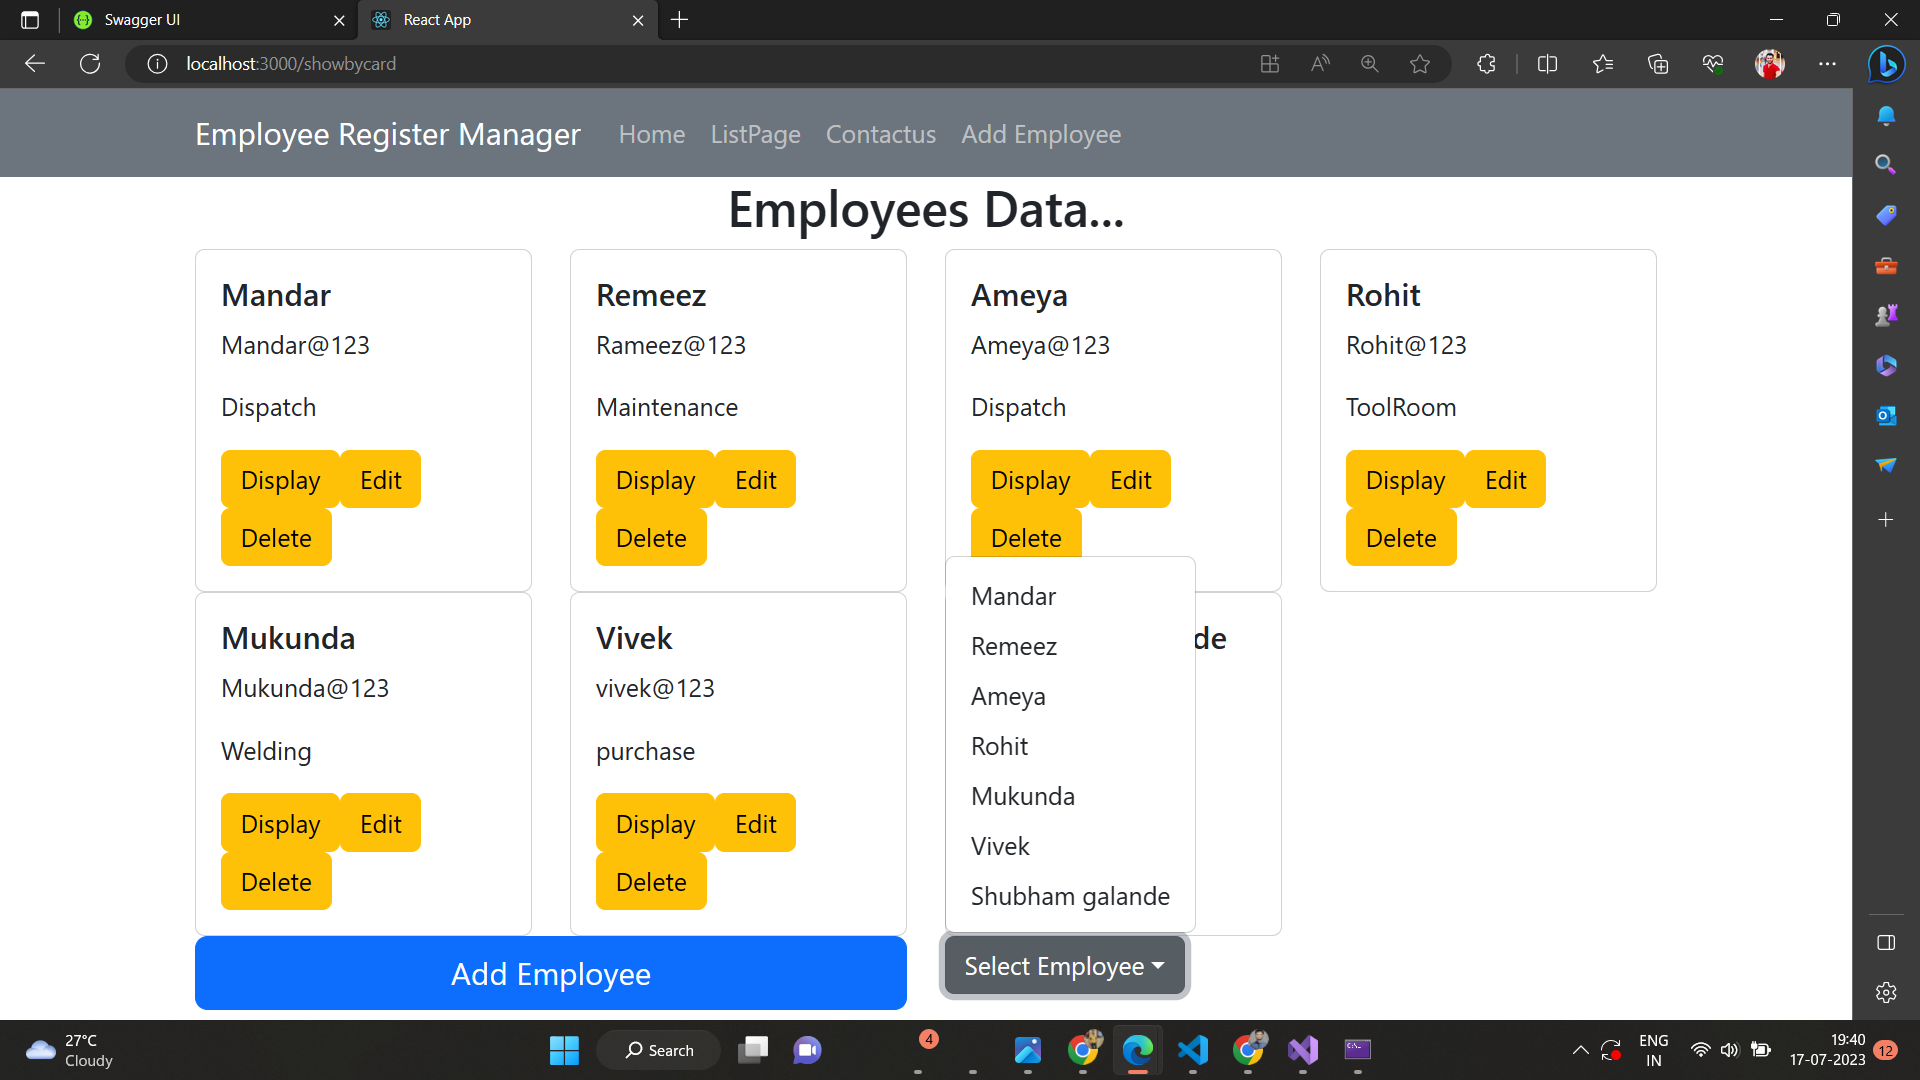 Swagger UI
React App
localhost:3000/showbycard
Employee Register Manager Home ListPage Contactus Add Employee
Employees Data...
Mandar
Mandar@123
Dispatch
Display Edit
Delete
Remeez
Rameez@123
Maintenance
Display Edit
Delete
Ameya
Ameya@123
Dispatch
Display Edit
Delete
Rohit
Rohit@123
ToolRoom
Display Edit
Delete
Mukunda
Mukunda@123
Welding
Display Edit
Delete
Vivek
vivek@123
purchase
Display Edit
Delete
de
Mandar
Remeez
Ameya
Rohit
Mukunda
Vivek
Shubham galande
Add Employee
Select Employee
27°C
Cloudy
Search
4
ENG
IN
19:40
17-07-2023
12